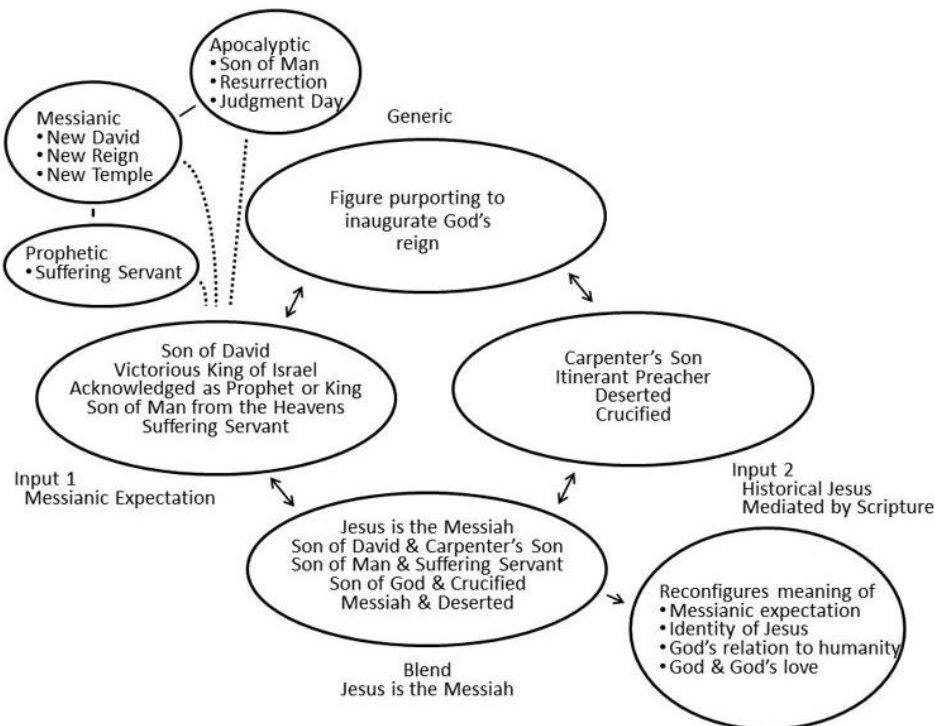 Apocalyptic
•Son of Man
•Resurrection
•Judgment Day
Messianic
•New David
•New Reign
•New Temple
Prophetic
•Suffering Servant
Generic
Figure purporting to
inaugurate God's
reign
Son of David
Victorious King of Israel
Acknowledged as Prophet or King
Son of Man from the Heavens
Suffering Servant
Input 1
Messianic Expectation
Carpenter's Son
Itinerant Preacher
Deserted
Crucified
Input 2
Historical Jesus
Mediated by Scripture
Jesus is the Messiah
Son of David & Carpenter's Son
Son of Man & Suffering Servant
Son of God & Crucified
Messiah & Deserted
Blend
Jesus is the Messiah
Reconfigures meaning of
•Messianic expectation
•Identity of Jesus
•God's relation to humanity
•God & God's love